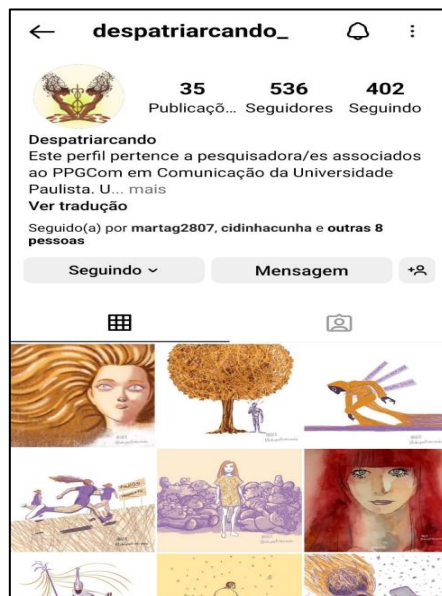 despatriarcando_
35 536 402
Publicaçõ... Seguidores Seguindo
Despatriarcando
Este perfil pertence a pesquisadora/es associados
ao PPGCom em Comunicação da Universidade
Paulista. U... mais
Ver tradução
Seguido(a) por martag2807, cidinhacunha e outras 8
pessoas
Seguindo
Mensagem